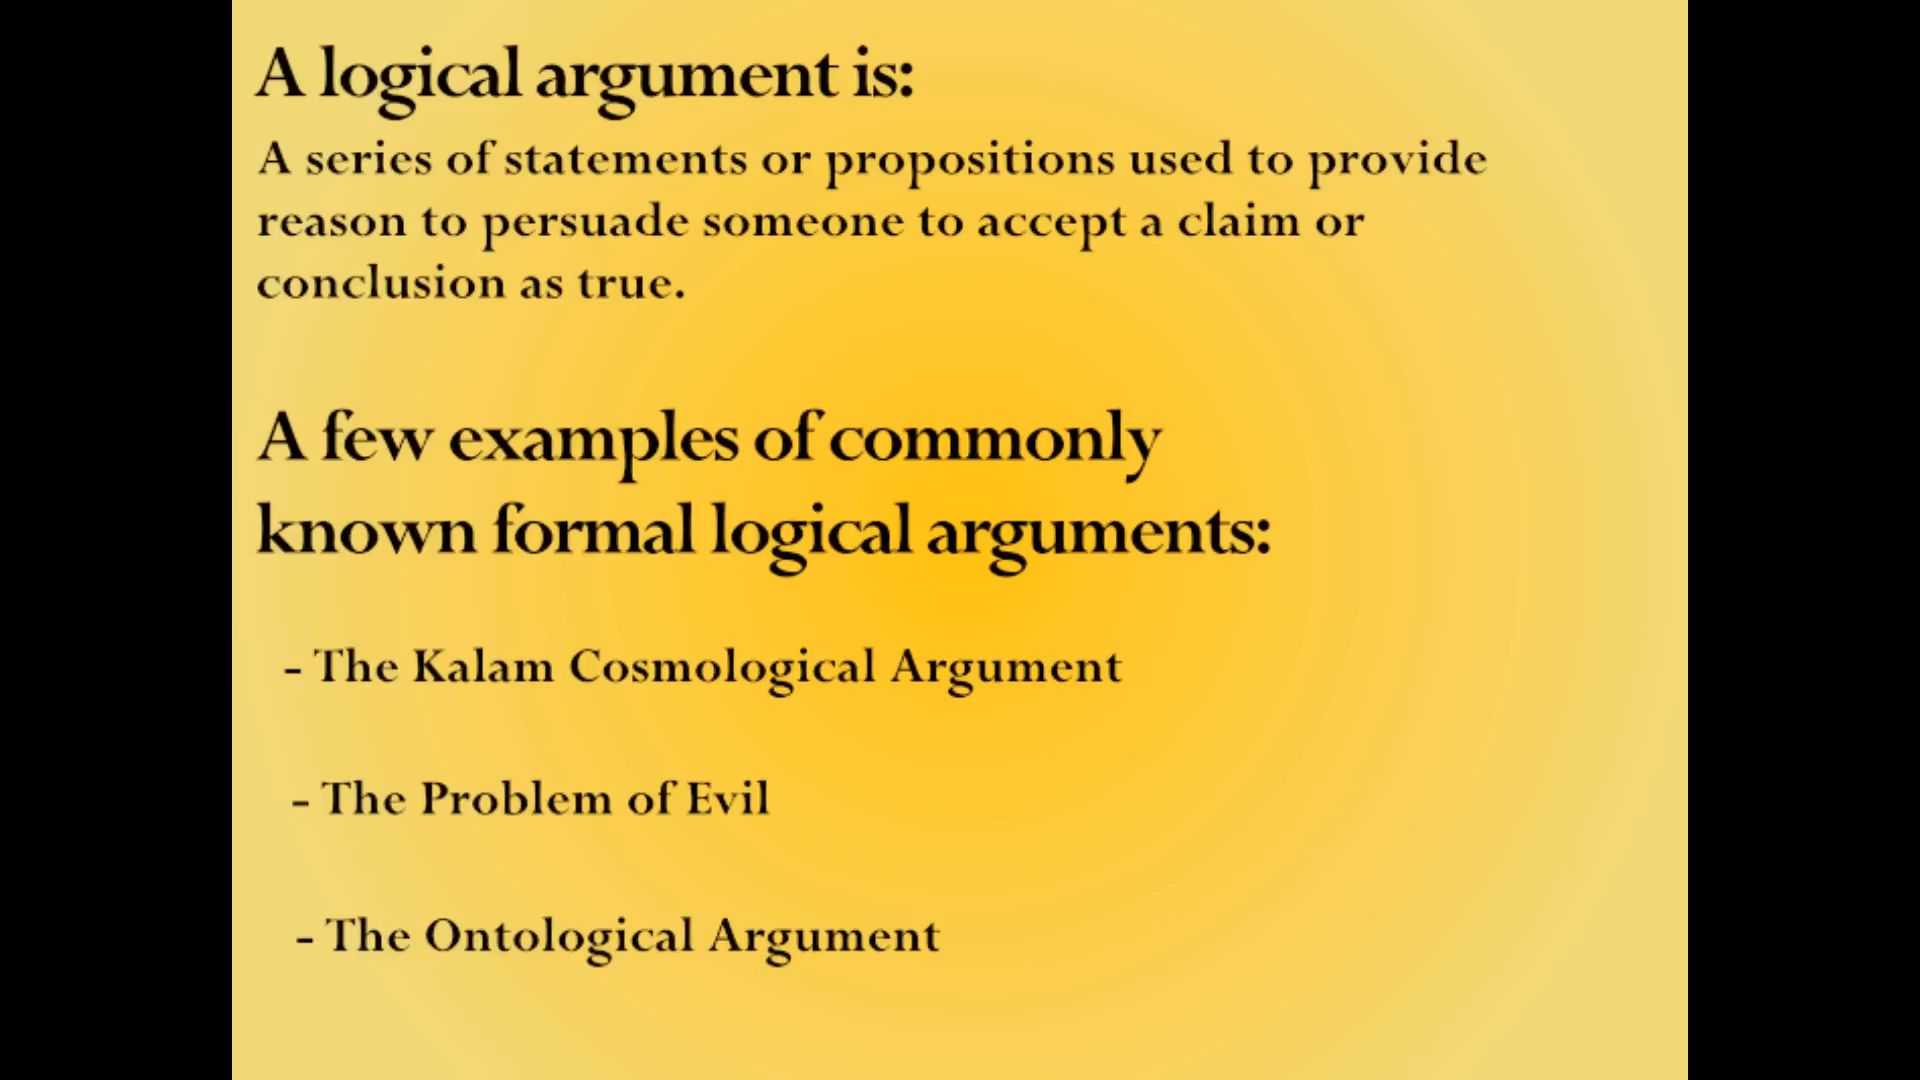 A logical argument is:
A series of statements or propositions used to provide
reason to persuade someone to accept a claim or
conclusion as true.
A few examples of commonly
known formal logical arguments:
- The Kalam Cosmological Argument
- The Problem of Evil
- The Ontological Argument